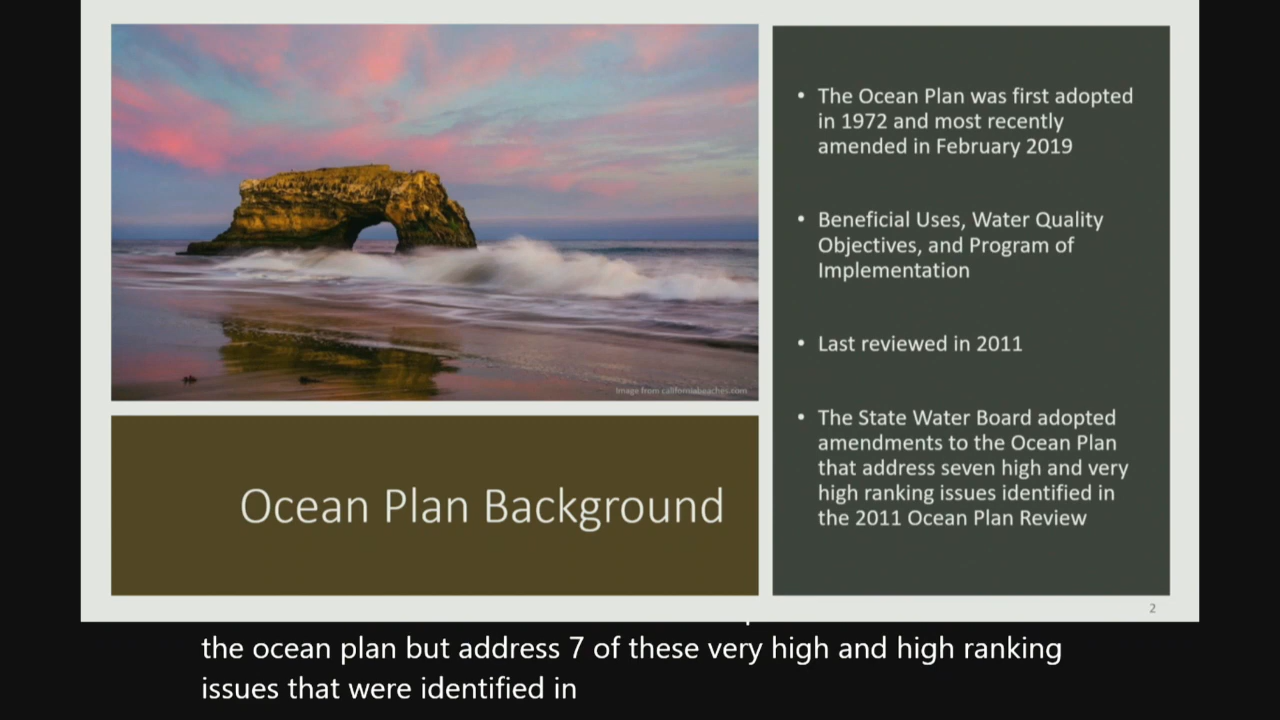 Image from californiabeaches.com
Ocean Plan Background
• The Ocean Plan was first adopted
in 1972 and most recently
amended in February 2019
• Beneficial Uses, Water Quality
Objectives, and Program of
Implementation
• Last reviewed in 2011
• The State Water Board adopted
amendments to the Ocean Plan
that address seven high and very
high ranking issues identified in
the 2011 Ocean Plan Review
2
the ocean plan but address 7 of these very high and high ranking
issues that were identified in